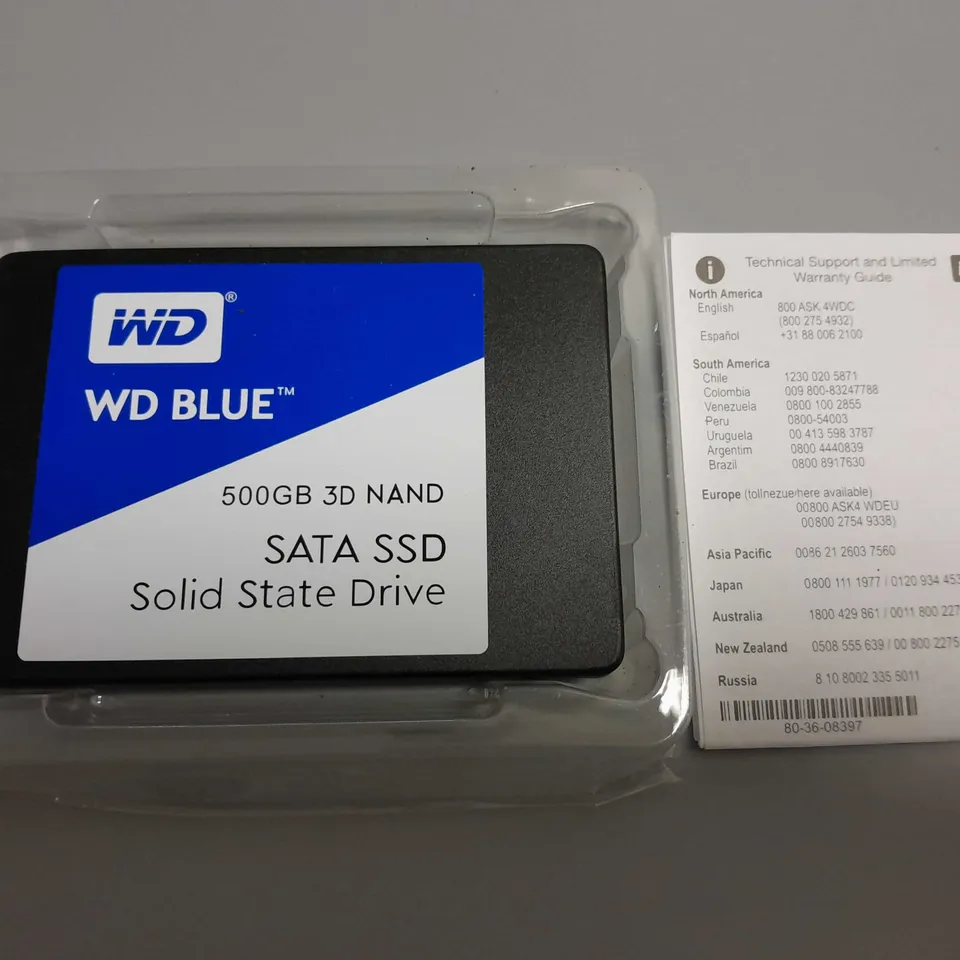 WD®
WD BLUE™
500GB 3D NAND
SATA SSD
Solid State Drive
i
Technical Support and Limited
Warranty Guide
North America
English 800 ASK 4WDC
(800 275 4932)
Español +31 88 006 2100
South America
Chile 1230 020 5871
Colombia 009 800-83247788
Venezuela 0800 100 2855
Peru 0800-54003
Uruguela 00 413 598 3787
Argentim 0800 4440839
Brazil 0800 8917630
Europe (tollnezuehere available)
00800 ASK4 WDEU
00800 2754 9338)
Asia Pacific 0086 21 2603 7560
Japan 0800 111 1977 / 0120 934 453
Australia 1800 429 861 / 0011 800 227
New Zealand 0508 555 639 / 00 800 2275
Russia 8 10 8002 335 5011
80-36-08397